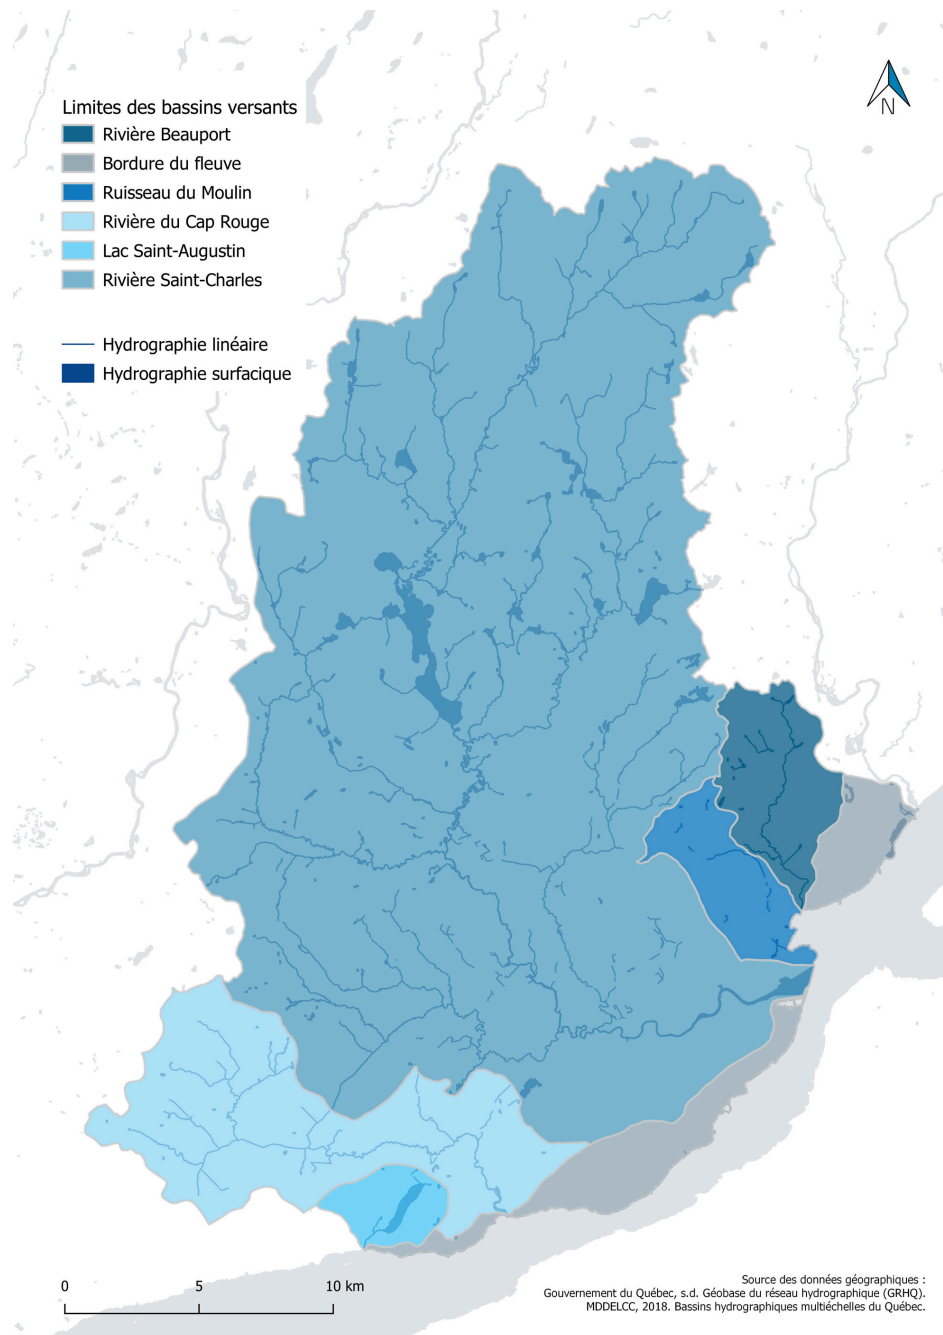 N
Limites des bassins versants
Rivière Beauport
Bordure du fleuve
Ruisseau du Moulin
Rivière du Cap Rouge
Lac Saint-Augustin
Rivière Saint-Charles
Hydrographie linéaire
Hydrographie surfacique
0 5 10 km
Source des données géographiques :
Gouvernement du Québec, s.d. Géobase du réseau hydrographique (GRHQ).
MDDELCC, 2018. Bassins hydrographiques multiéchelles du Québec.